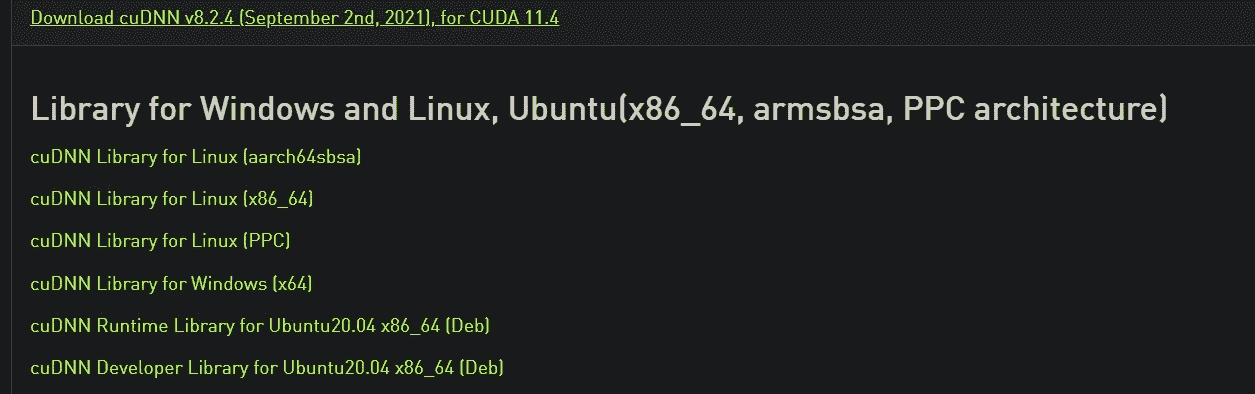 Download cuDNN v8.2.4 (September 2nd, 2021), for CUDA 11.4
Library for Windows and Linux, Ubuntu(x86_64, armsbsa, PPC architecture)
cuDNN Library for Linux (aarch64sbsa)
cuDNN Library for Linux (x86_64)
cuDNN Library for Linux (PPC)
cuDNN Library for Windows (x64)
cuDNN Runtime Library for Ubuntu20.04 x86_64 (Deb)
cuDNN Developer Library for Ubuntu20.04 x86_64 (Deb)